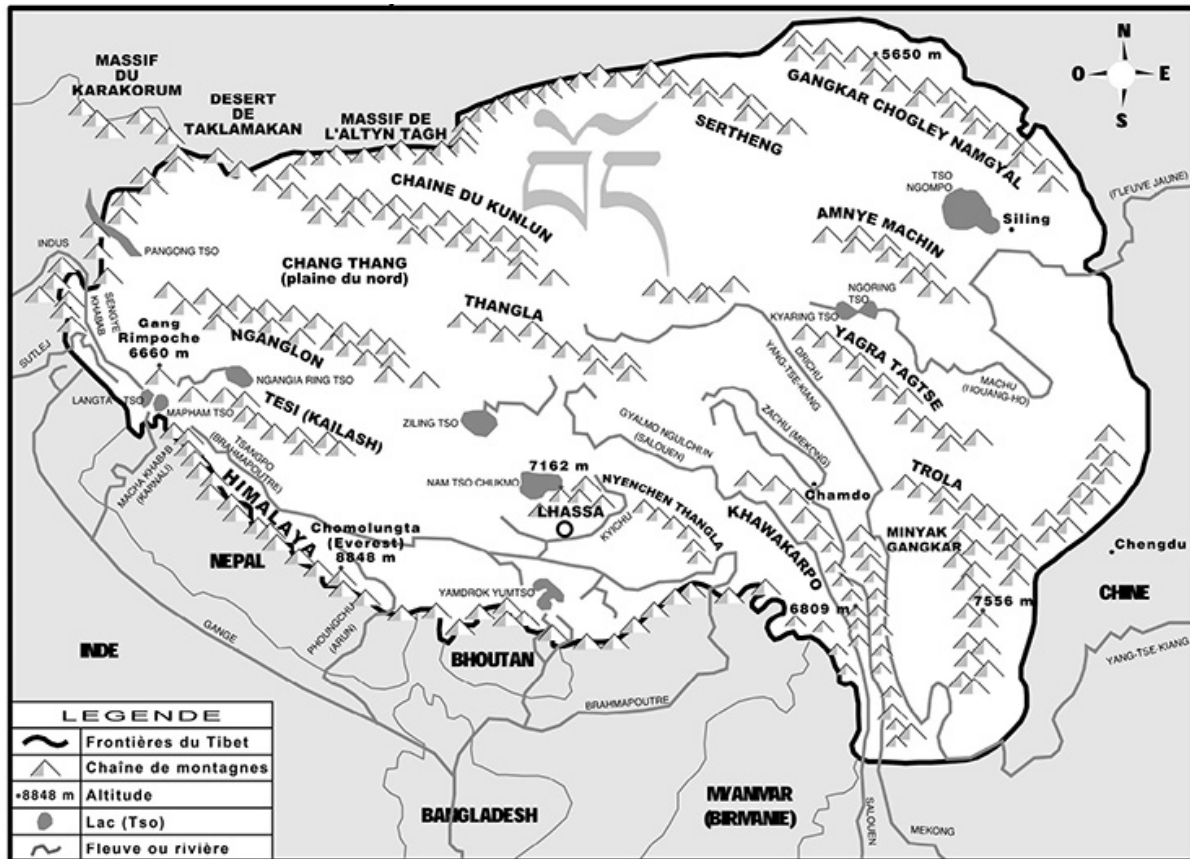 N
O E
S
MASSIF
DU
KARAKORUM
DESERT
DE
TAKLAMAKAN
MASSIF DE
L'ALTYN TAGH
5650 m
GANGKAR CHOGLEY NAMGYAL
SERTHENG
བོད
TSO
NGOMPO
Siling
(FLEUVE JAUNE)
CHAINE DU KUNLUN
AMNYE MACHIN
INDUS
PANGONG TSO
CHANG THANG
(plaine du nord)
SENGYE
KHABAB
NGORING
TSO
KYARING TSO
THANGLA
Gang
Rimpoche
6660 m
NGANGLON
YAGRA TAGTSE
DRICHU
YANG-TSE-KIANG
MACHU
(HOUANG-HO)
SUTLEJ
NGANGIA RING TSO
LANGTA TSO
MAPHAM TSO
TESI (KAILASH)
ZILING TSO
GYALMO NGULCHUN
(SALOUEN)
ZACHU (MEKONG)
TSANGPO
(BRAHMAPOUTRE)
MACHA KHABAB
(KARNALI)
HIMALAYA
7162 m
NAM TSO CHUKMO
LHASSA
KYICHU
NYENCHEN THANGLA
Chamdo
TROLA
KHAWAKARPO
MINYAK
GANGKAR
Chomolungta
(Everest)
8848 m
NEPAL
Chengdu
CHINE
YAMDROK YUMTSO
6809 m
7556 m
PHOUNGCHU
(ARUN)
INDE
GANGE
BHOUTAN
BRAHMAPOUTRE
YANG-TSE-KIANG
BANGLADESH
MYANMAR
(BIRMANIE)
SALOUEN
MEKONG
LEGENDE
Frontières du Tibet
Chaîne de montagnes
•8848 m Altitude
Lac (Tso)
Fleuve ou rivière